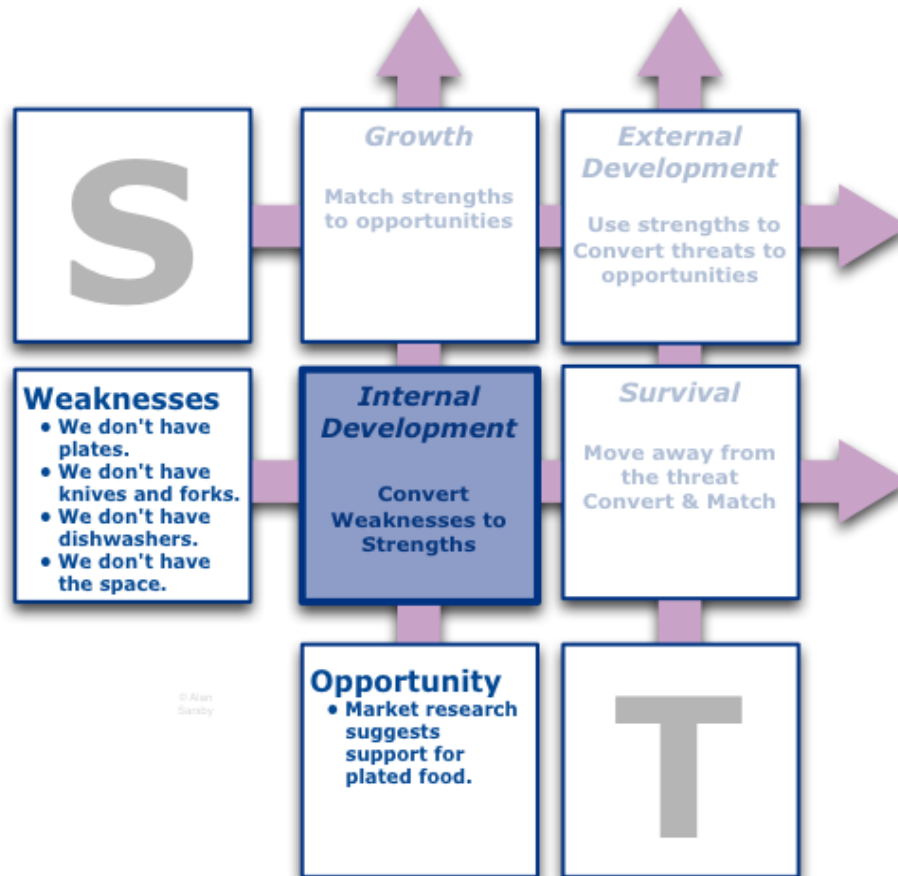 S
Growth
Match strengths
to opportunities
External
Development
Use strengths to
Convert threats to
opportunities
Weaknesses
• We don't have
plates.
• We don't have
knives and forks.
• We don't have
dishwashers.
• We don't have
the space.
Internal
Development
Convert
Weaknesses to
Strengths
Survival
Move away from
the threat
Convert & Match
© Alan
Sarsby
Opportunity
• Market research
suggests
support for
plated food.
T